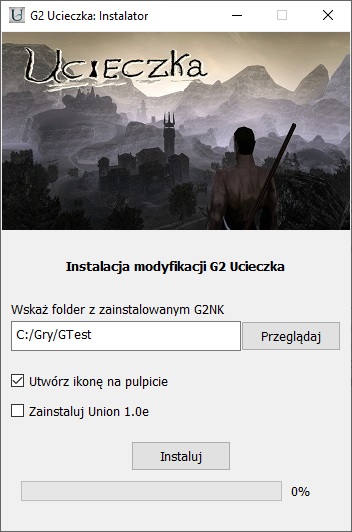 G2 Ucieczka: Instalator
Ucieczka
Instalacja modyfikacji G2 Ucieczka
Wskaż folder z zainstalowanym G2NK
C:/Gry/GTest
Przeglądaj
Utwórz ikonę na pulpicie
Zainstaluj Union 1.0e
Instaluj
0%